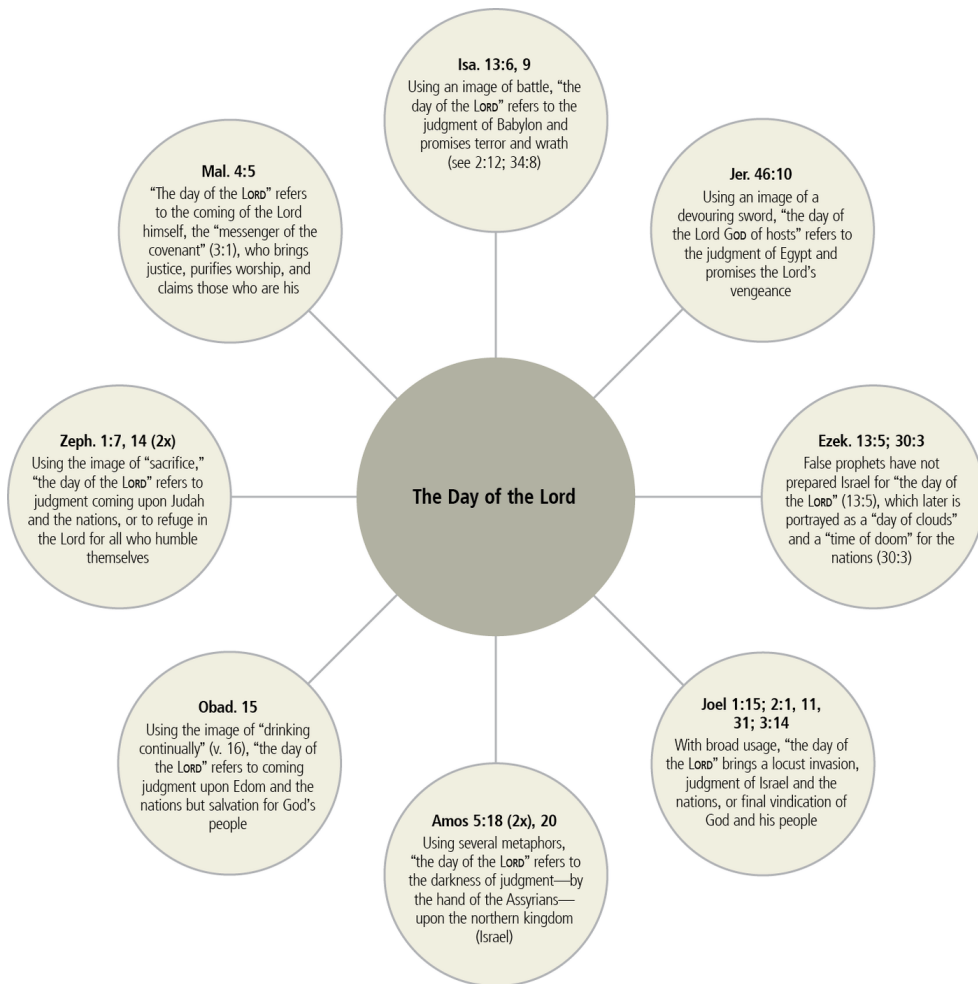 Isa. 13:6, 9
Using an image of battle, “the
day of the LORD” refers to the
judgment of Babylon and
promises terror and wrath
(see 2:12; 34:8)
Jer. 46:10
Using an image of a
devouring sword, “the day of
the Lord GOD of hosts” refers to
the judgment of Egypt and
promises the Lord’s
vengeance
Ezek. 13:5; 30:3
False prophets have not
prepared Israel for “the day of
the LORD” (13:5), which later is
portrayed as a “day of clouds”
and a “time of doom” for the
nations (30:3)
Joel 1:15; 2:1, 11,
31; 3:14
With broad usage, “the day of
the LORD” brings a locust invasion,
judgment of Israel and the
nations, or final vindication of
God and his people
Amos 5:18 (2x), 20
Using several metaphors,
“the day of the LORD” refers to
the darkness of judgment—by
the hand of the Assyrians—
upon the northern kingdom
(Israel)
Obad. 15
Using the image of “drinking
continually” (v. 16), “the day of
the LORD” refers to coming
judgment upon Edom and the
nations but salvation for God’s
people
Zeph. 1:7, 14 (2x)
Using the image of “sacrifice,”
“the day of the LORD” refers to
judgment coming upon Judah
and the nations, or to refuge in
the Lord for all who humble
themselves
Mal. 4:5
“The day of the LORD” refers
to the coming of the Lord
himself, the “messenger of the
covenant” (3:1), who brings
justice, purifies worship, and
claims those who are his
The Day of the Lord